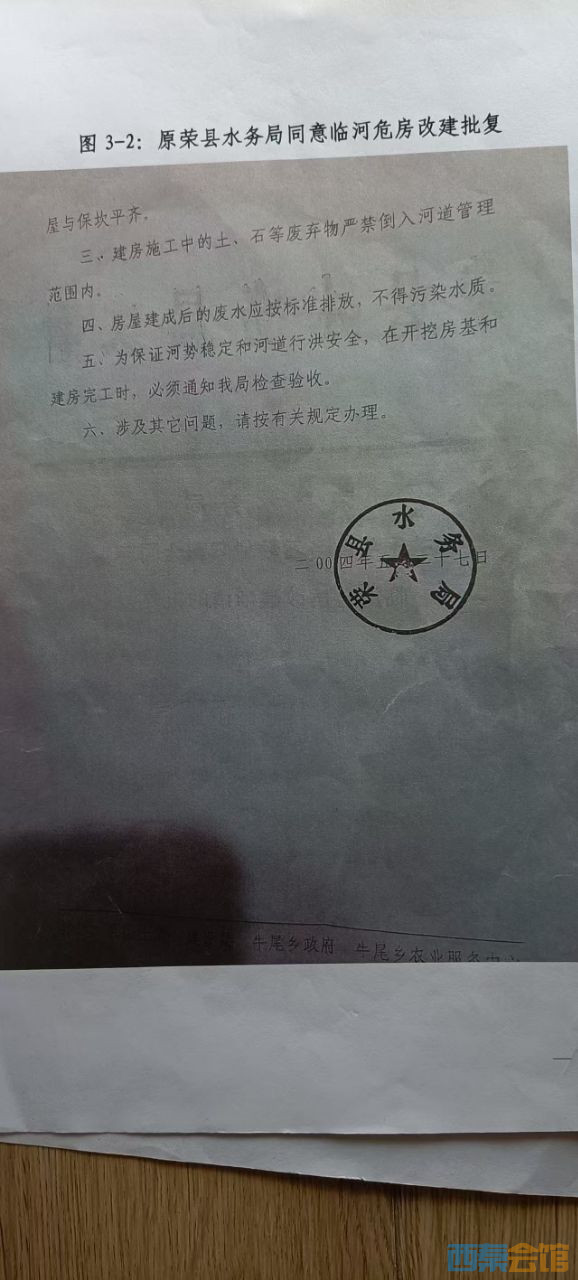 图 3-2：原荣县水务局同意临河危房改建批复
屋与保坎平齐。
三、建房施工中的土、石等废弃物严禁倒入河道管理
范围内。
四、房屋建成后的废水应按标准排放，不得污染水质。
五、为保证河势稳定和河道行洪安全，在开挖房基和
建房完工时，必须通知我局检查验收。
六、涉及其它问题，请按有关规定办理。
荣县水务局
二00四年五月二十七日
牛尾乡政府 牛尾乡农业服务中心
西秦会馆